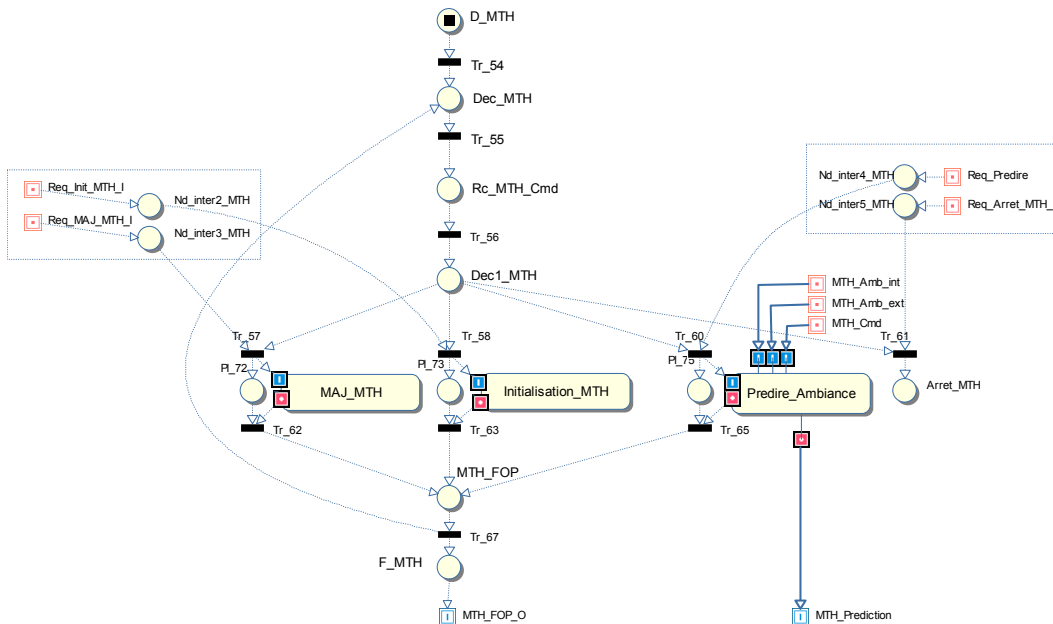 D_MTH
Tr_54
Dec_MTH
Tr_55
Rc_MTH_Cmd
Tr_56
Dec1_MTH
Req_Init_MTH_I
Nd_inter2_MTH
Req_MAJ_MTH_I
Nd_inter3_MTH
Nd_inter4_MTH
Req_Predire
Nd_inter5_MTH
Req_Arret_MTH_
MTH_Amb_int
MTH_Amb_ext
MTH_Cmd
Tr_57
Tr_58
Tr_60
Tr_61
Pl_72
Pl_73
Pl_75
MAJ_MTH
Initialisation_MTH
Predire_Ambiance
Arret_MTH
Tr_62
Tr_63
Tr_65
MTH_FOP
Tr_67
F_MTH
MTH_FOP_O
MTH_Prediction